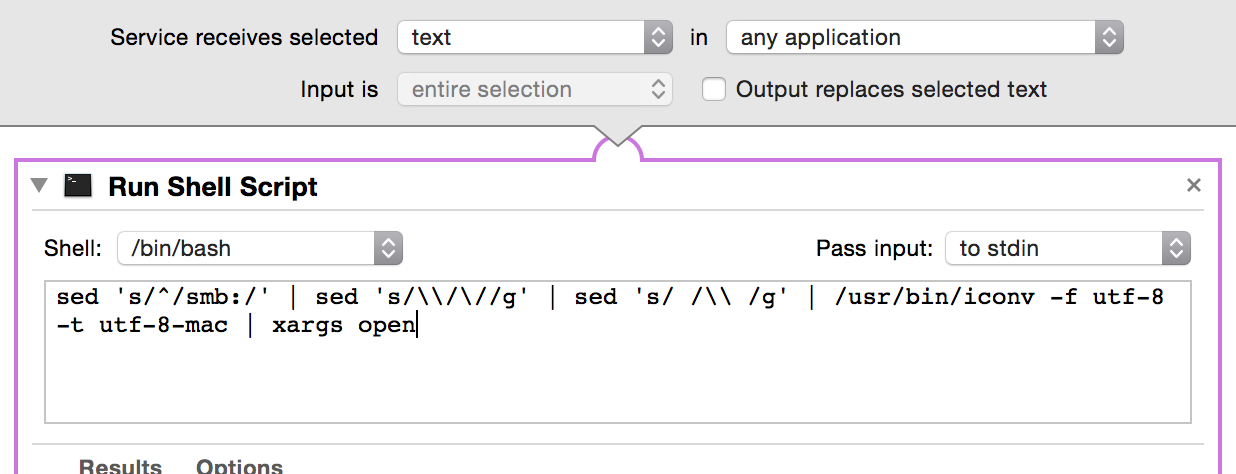 Service receives selected text in any application
Input is entire selection Output replaces selected text
>_
Run Shell Script
Shell: /bin/bash Pass input: to stdin
sed 's/^/smb:/' | sed 's/\\/\//g' | sed 's/ /\\ /g' | /usr/bin/iconv -f utf-8
-t utf-8-mac | xargs open
Results Options